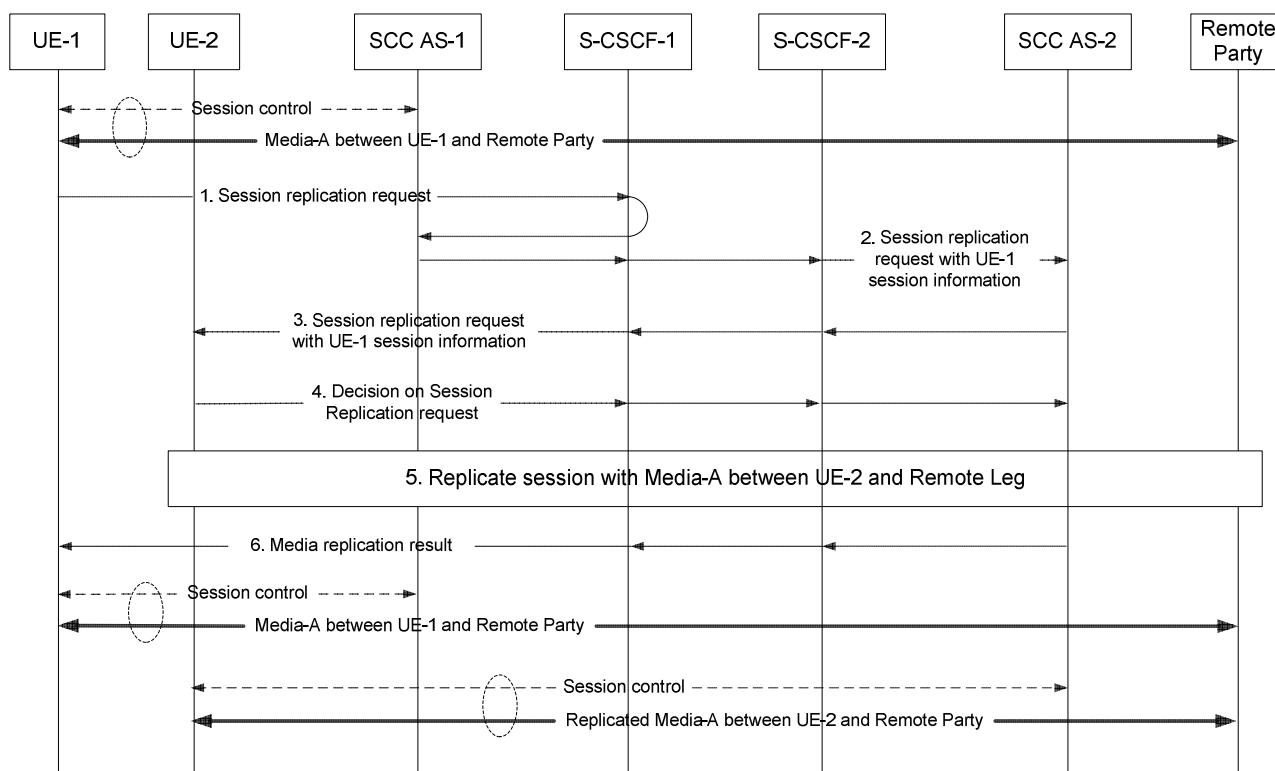 UE-1
UE-2
SCC AS-1
S-CSCF-1
S-CSCF-2
SCC AS-2
Remote
Party
Session control
Media-A between UE-1 and Remote Party
1. Session replication request
2. Session replication
request with UE-1
session information
3. Session replication request
with UE-1 session information
4. Decision on Session
Replication request
5. Replicate session with Media-A between UE-2 and Remote Leg
6. Media replication result
Session control
Media-A between UE-1 and Remote Party
Session control
Replicated Media-A between UE-2 and Remote Party